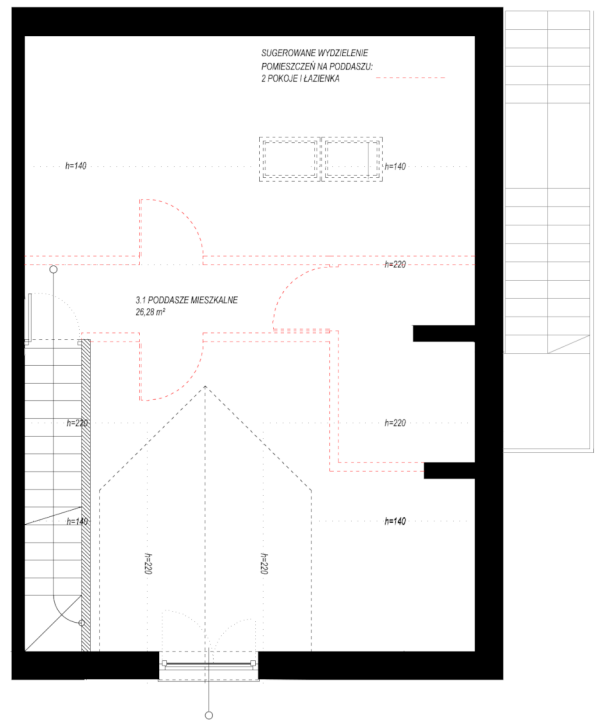 SUGEROWANE WYDZIELENIE
POMIESZCZEŃ NA PODDASZU:
2 POKOJE I ŁAZIENKA
h=140
h=140
h=220
3.1 PODDASZE MIESZKALNE
26,28 m²
h=220
h=220
h=140
h=140
h=220
h=220